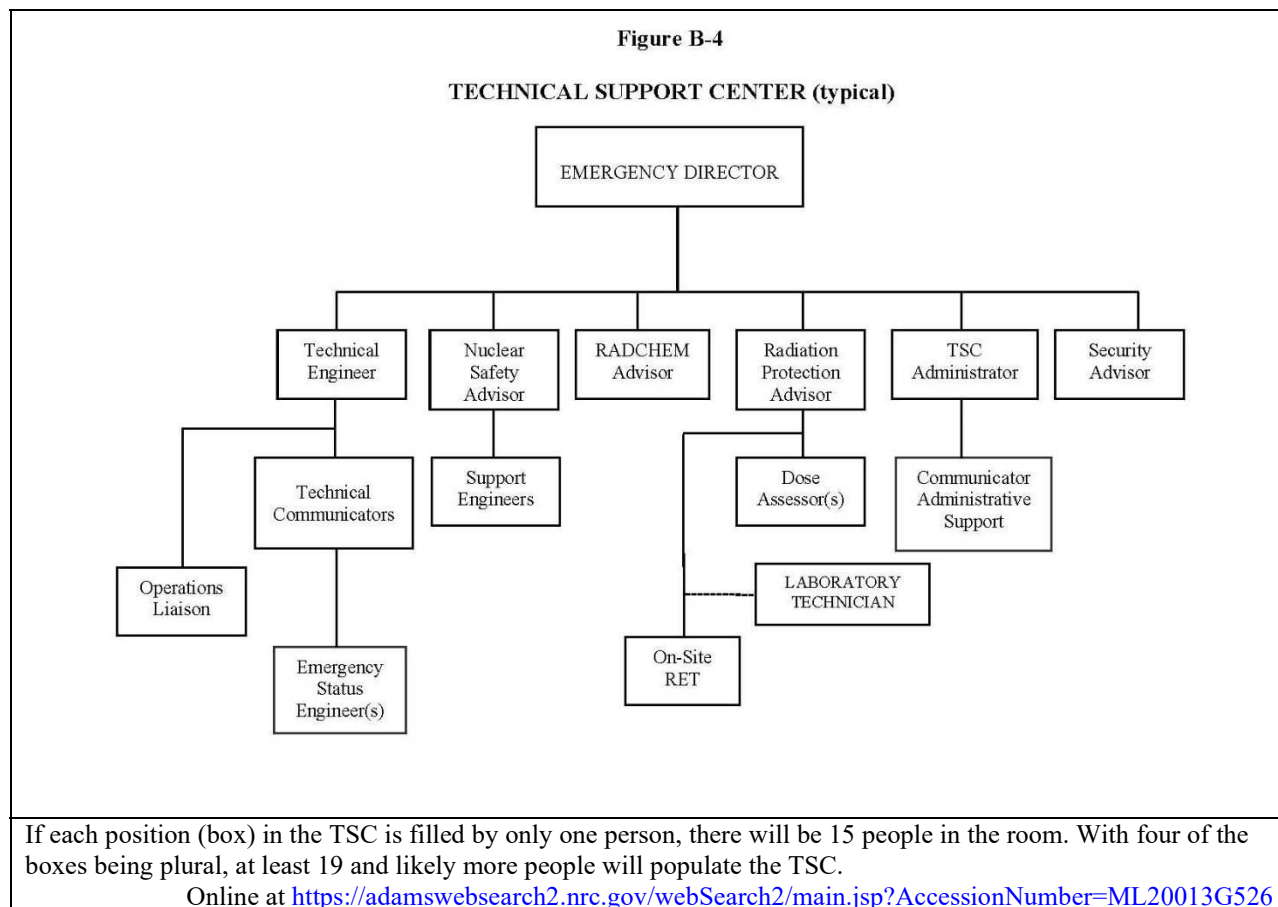 Figure B-4
TECHNICAL SUPPORT CENTER (typical)
EMERGENCY DIRECTOR
Technical
Engineer
Nuclear
Safety
Advisor
RADCHEM
Advisor
Radiation
Protection
Advisor
TSC
Administrator
Security
Advisor
Technical
Communicators
Support
Engineers
Dose
Assessor(s)
Communicator
Administrative
Support
Operations
Liaison
LABORATORY
TECHNICIAN
Emergency
Status
Engineer(s)
On-Site
RET
If each position (box) in the TSC is filled by only one person, there will be 15 people in the room. With four of the
boxes being plural, at least 19 and likely more people will populate the TSC.
Online at https://adamswebsearch2.nrc.gov/webSearch2/main.jsp?AccessionNumber=ML20013G526